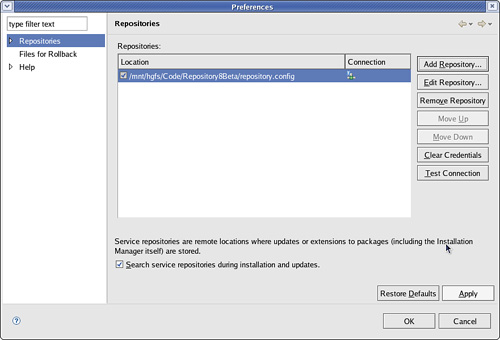 Preferences
type filter text
Repositories
Files for Rollback
Help
Repositories
Repositories:
Location Connection
/mnt/hgfs/Code/Repository8Beta/repository.config
Add Repository...
Edit Repository...
Remove Repository
Move Up
Move Down
Clear Credentials
Test Connection
Service repositories are remote locations where updates or extensions to packages (including the Installation
Manager itself) are stored.
Search service repositories during installation and updates.
Restore Defaults Apply
OK Cancel